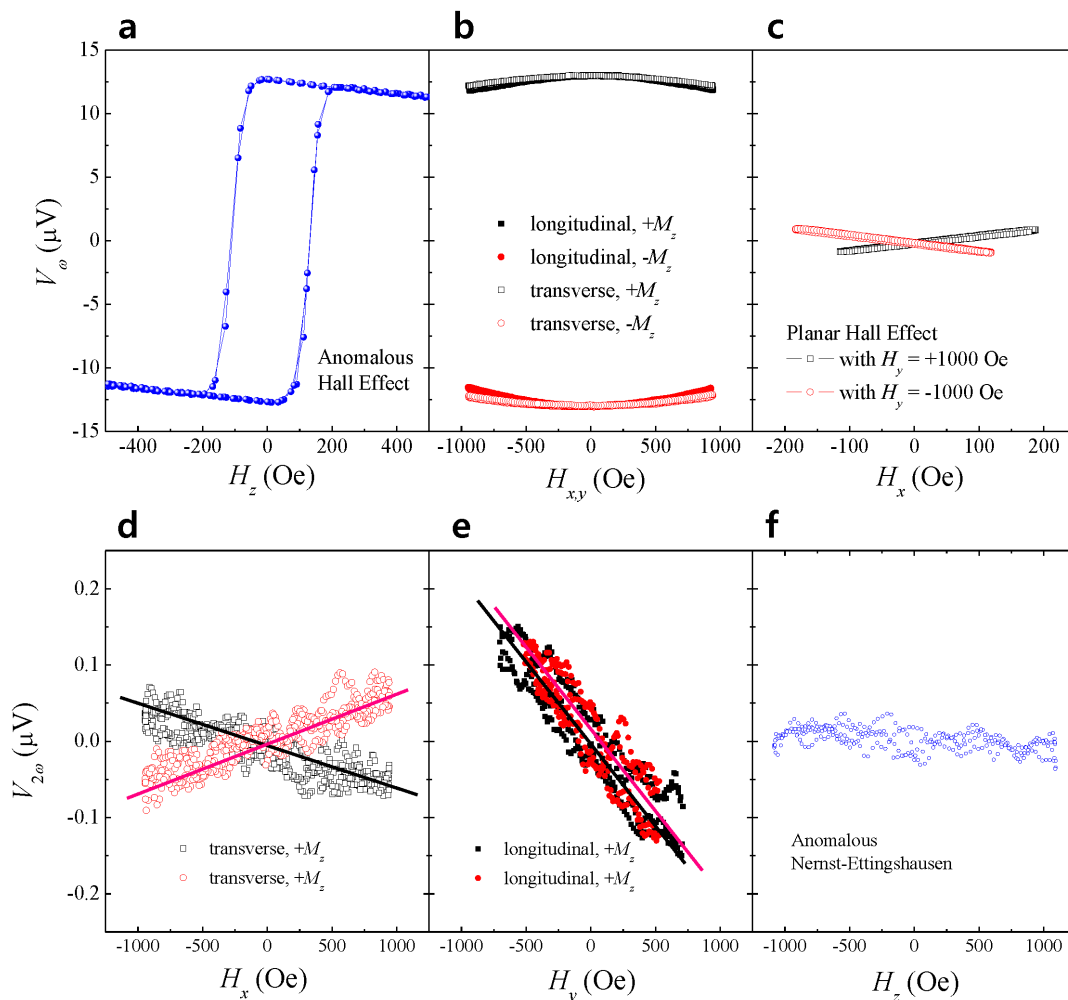 a
b
c
15
10
5
0
-5
-10
-15
V_ω (μV)
Anomalous
Hall Effect
-400 -200 0 200 400
H_z (Oe)
longitudinal, +M_z
longitudinal, -M_z
transverse, +M_z
transverse, -M_z
-1000 -500 0 500 1000
H_x,y (Oe)
Planar Hall Effect
with H_y = +1000 Oe
with H_y = -1000 Oe
-200 -100 0 100 200
H_x (Oe)
d
e
f
0.2
0.1
0.0
-0.1
-0.2
V_2ω (μV)
transverse, +M_z
transverse, +M_z
-1000 -500 0 500 1000
H_x (Oe)
longitudinal, +M_z
longitudinal, +M_z
-1000 -500 0 500 1000
H_y (Oe)
Anomalous
Nernst-Ettingshausen
-1000 -500 0 500 1000
H_z (Oe)